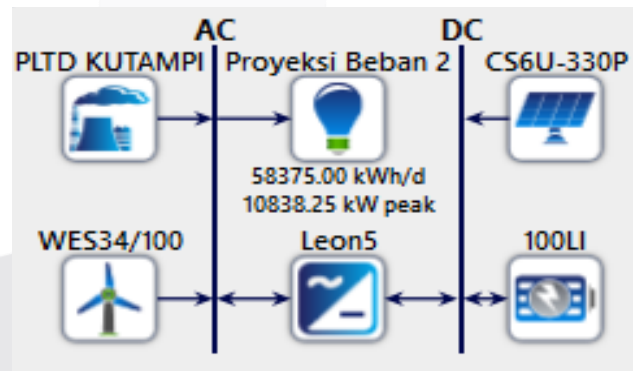 AC DC
PLTD KUTAMPI Proyeksi Beban 2 CS6U-330P
58375.00 kWh/d
10838.25 kW peak
WES34/100 Leon5 100LI